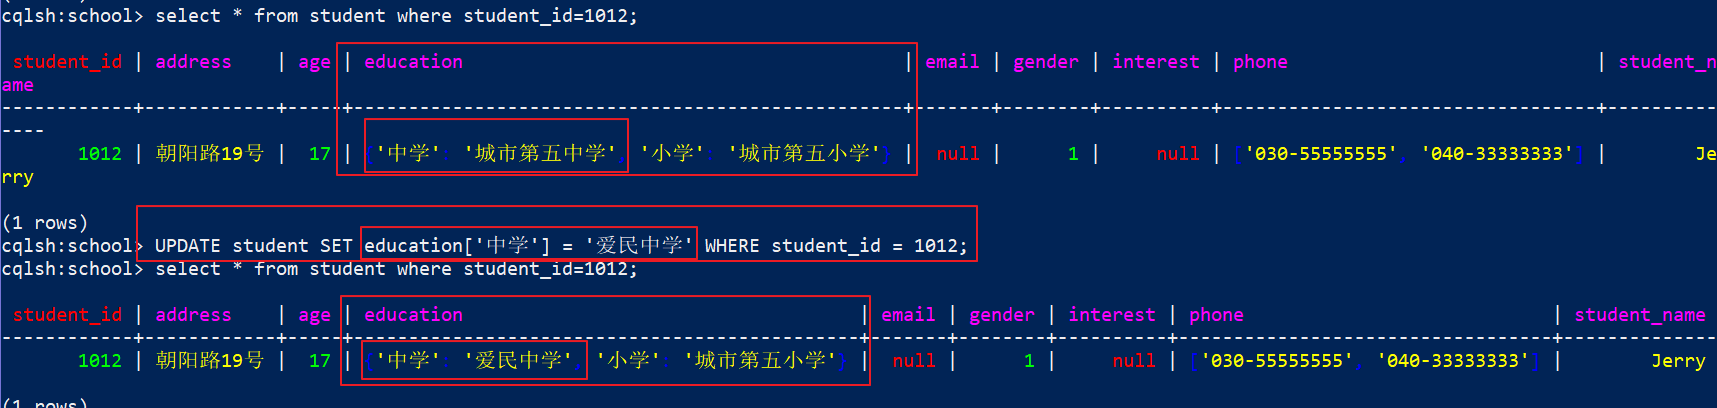 cqlsh:school> select * from student where student_id=1012;
student_id | address | age | education | email | gender | interest | phone | student_n
ame
------------+------------+-----+--------------------------------------------------+-------+--------+----------+----------------------------------+----------
----
1012 | 朝阳路19号 | 17 | {'中学': '城市第五中学', '小学': '城市第五小学'} | null | 1 | null | ['030-55555555', '040-33333333'] | Je
rry
(1 rows)
cqlsh:school> UPDATE student SET education['中学'] = '爱民中学' WHERE student_id = 1012;
cqlsh:school> select * from student where student_id=1012;
student_id | address | age | education | email | gender | interest | phone | student_name
------------+------------+-----+----------------------------------------------+-------+--------+----------+----------------------------------+--------------
1012 | 朝阳路19号 | 17 | {'中学': '爱民中学', '小学': '城市第五小学'} | null | 1 | null | ['030-55555555', '040-33333333'] | Jerry
(1 rows)